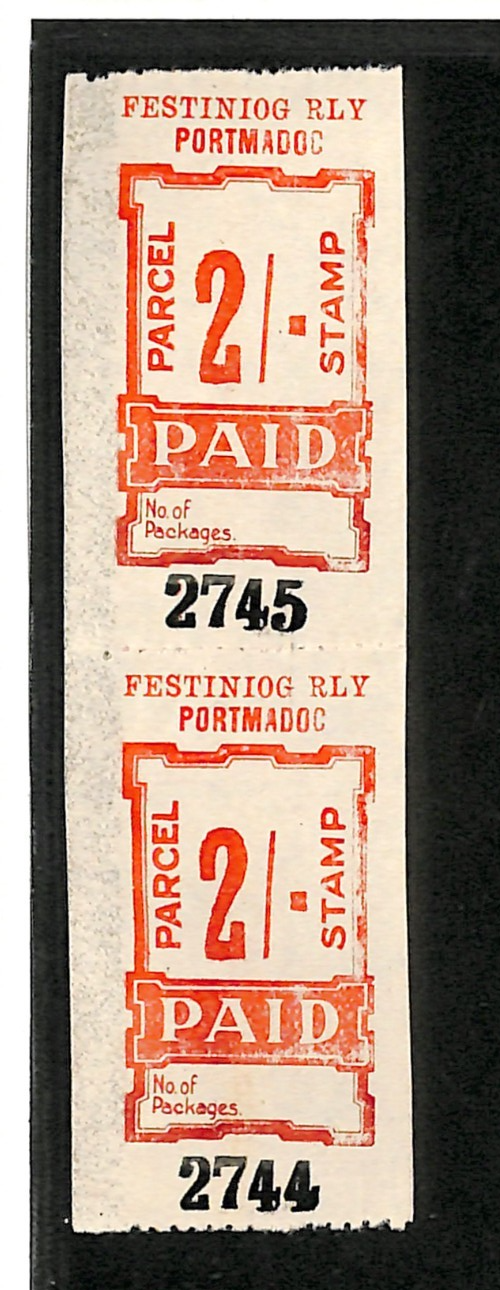 FESTINIOG RLY
PORTMADOC
PARCEL 2/- STAMP
PAID
No. of
Packages.
2745
FESTINIOG RLY
PORTMADOC
PARCEL 2/- STAMP
PAID
No. of
Packages.
2744